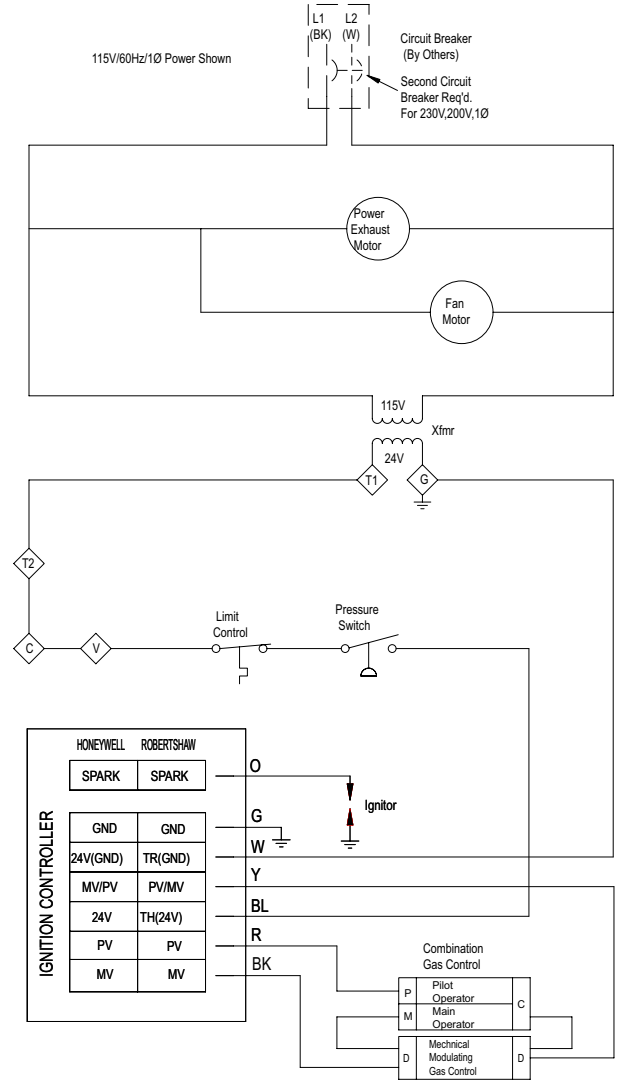 L1 L2
(BK) (W)
Circuit Breaker
(By Others)
115V/60Hz/1Ø Power Shown
Second Circuit
Breaker Req'd.
For 230V,200V,1Ø
Power
Exhaust
Motor
Fan
Motor
115V
Xfmr
24V
T1 G
T2
Limit
Control
Pressure
Switch
C V
IGNITION CONTROLLER
HONEYWELL ROBERTSHAW
SPARK SPARK O
Ignitor
GND GND G
24V(GND) TR(GND) W
MV/PV PV/MV Y
24V TH(24V) BL
PV PV R
MV MV BK
Combination
Gas Control
P Pilot
Operator
C
M Main
Operator
D Mechnical
Modulating
Gas Control
D